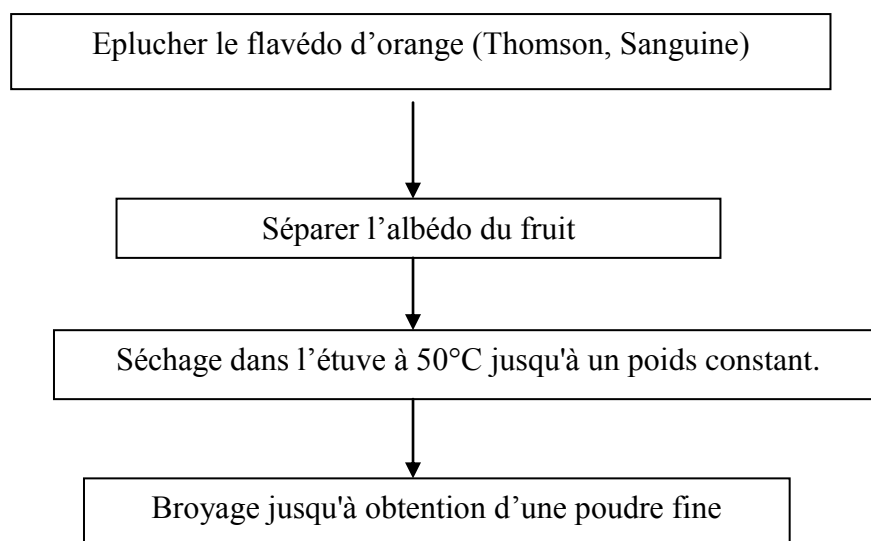 Eplucher le flavédo d’orange (Thomson, Sanguine)
Séparer l’albédo du fruit
Séchage dans l’étuve à 50°C jusqu'à un poids constant.
Broyage jusqu'à obtention d’une poudre fine